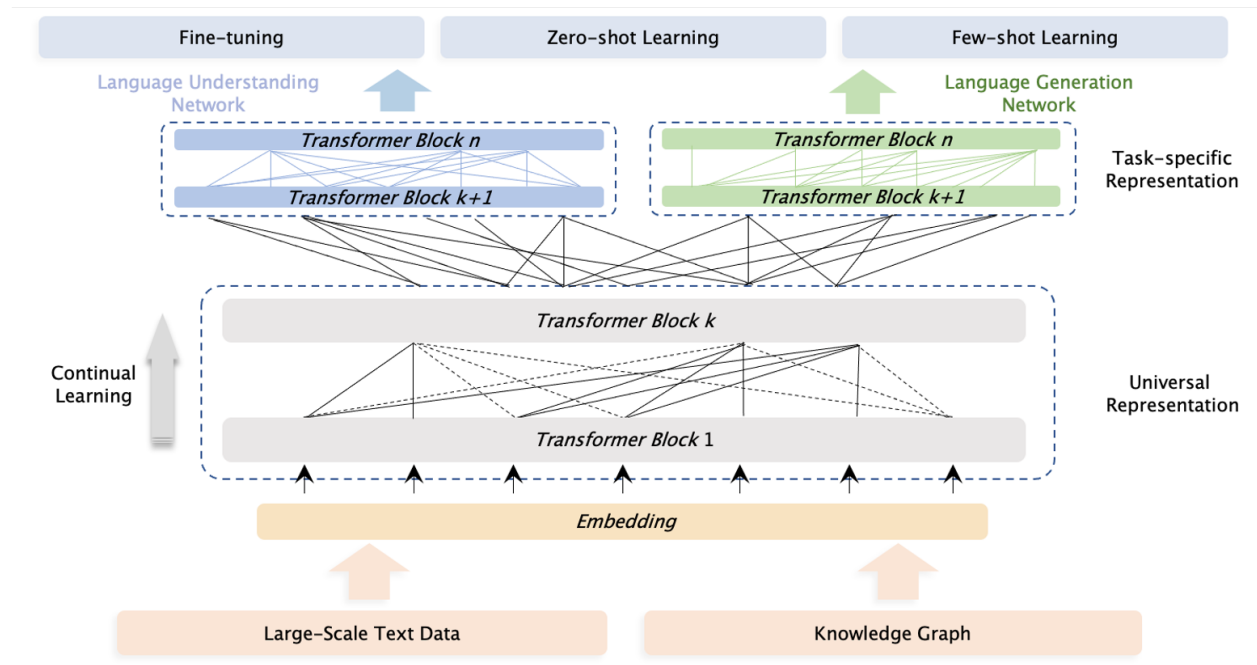 Fine-tuning
Zero-shot Learning
Few-shot Learning
Language Understanding
Network
Language Generation
Network
Transformer Block n
Transformer Block n
Transformer Block k+1
Transformer Block k+1
Task-specific
Representation
Transformer Block k
Continual
Learning
Universal
Representation
Transformer Block 1
Embedding
Large-Scale Text Data
Knowledge Graph